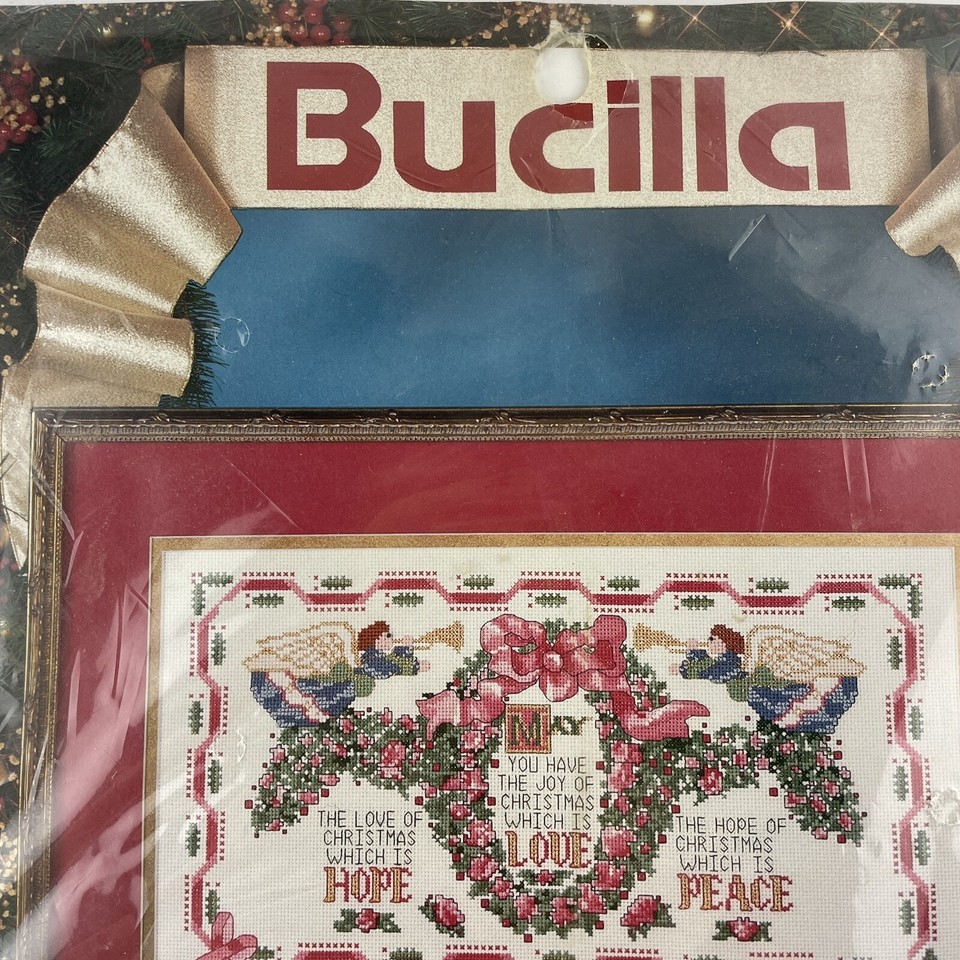 Bucilla
MAY
YOU HAVE
THE JOY OF
CHRISTMAS
WHICH IS
LOVE
THE LOVE OF
CHRISTMAS
WHICH IS
HOPE
THE HOPE OF
CHRISTMAS
WHICH IS
PEACE